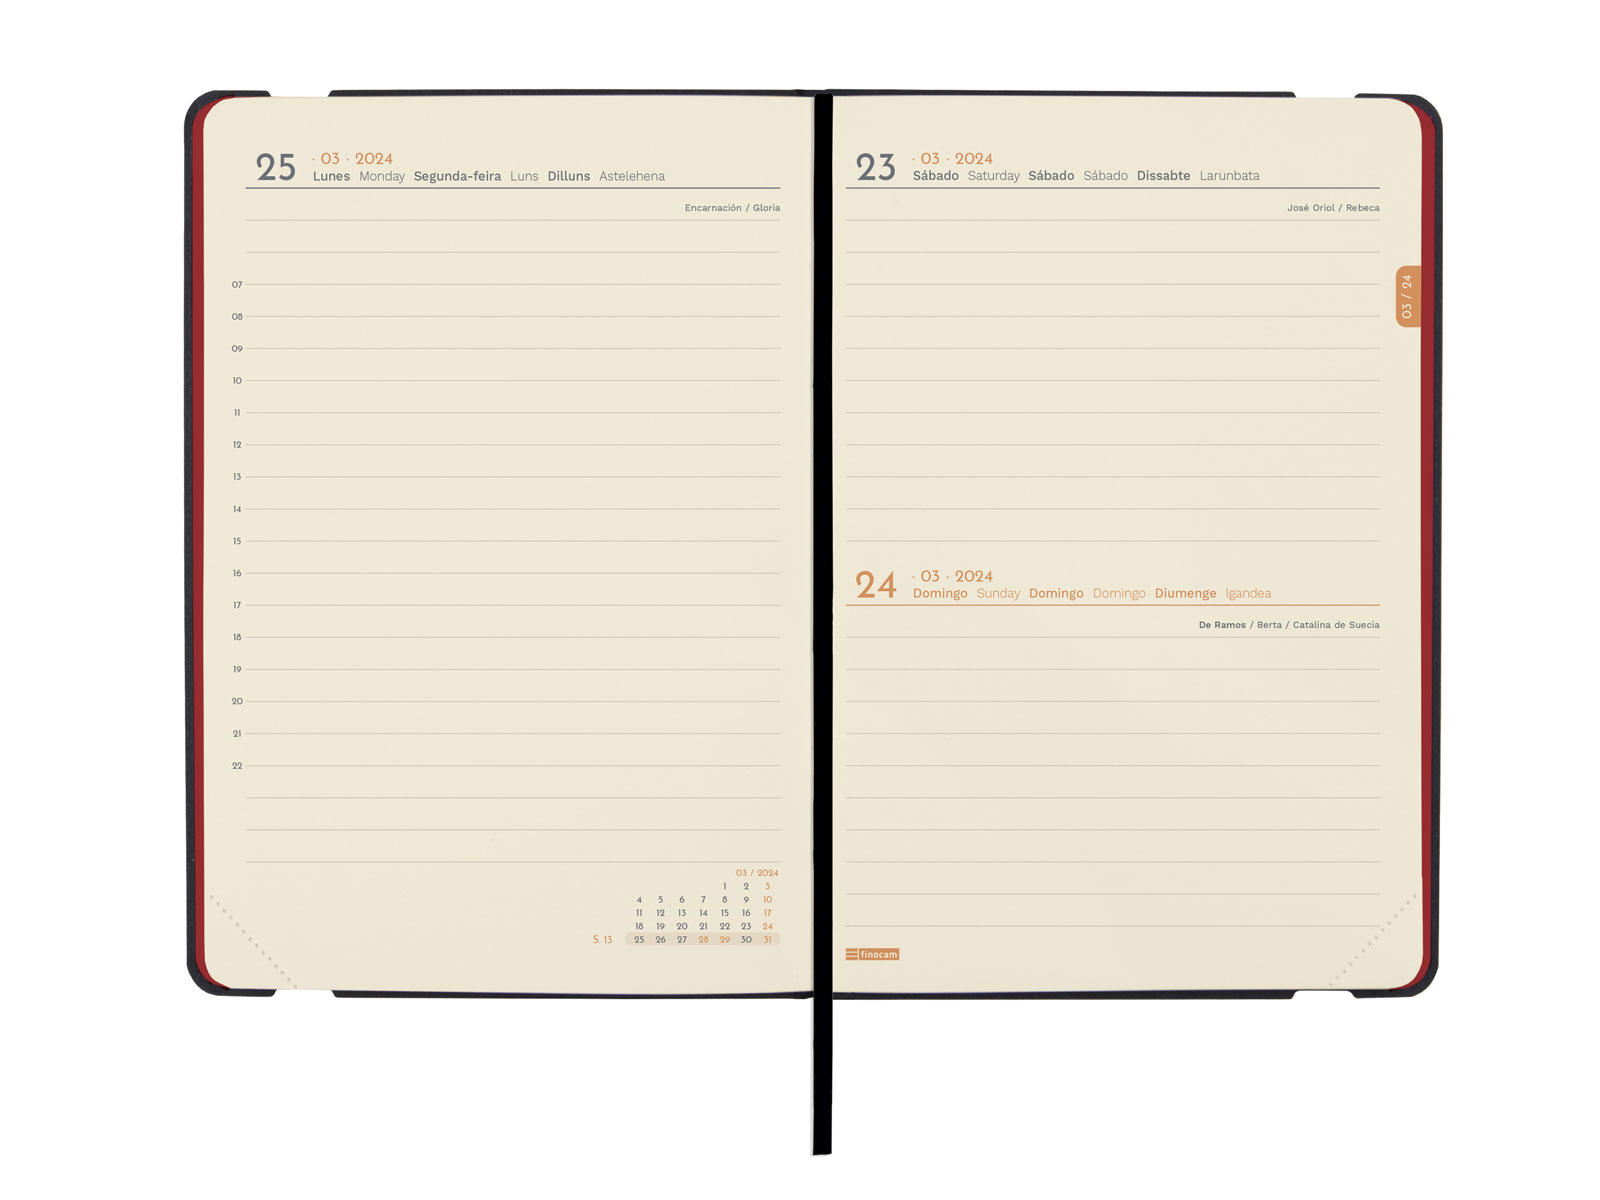 25 · 03 · 2024
Lunes Monday Segunda-feira Luns Dilluns Astelehena
Encarnación / Gloria
07
08
09
10
11
12
13
14
15
16
17
18
19
20
21
22
03 / 2024
1 2 3
4 5 6 7 8 9 10
11 12 13 14 15 16 17
18 19 20 21 22 23 24
S. 13 25 26 27 28 29 30 31
23 · 03 · 2024
Sábado Saturday Sábado Sábado Dissabte Larunbata
José Oriol / Rebeca
03 / 24
24 · 03 · 2024
Domingo Sunday Domingo Domingo Diumenge Igandea
De Ramos / Berta / Catalina de Suecia
finocam